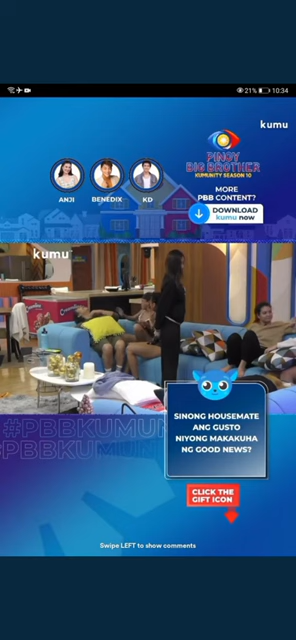 21% 10:34
kumu
PINOY
BIG BROTHER
KUMUNITY SEASON 10
ANJI
BENEDIX
KD
MORE
PBB CONTENT?
DOWNLOAD
kumu now
kumu
#PBBKUMUN
PBBKUMUN
SINONG HOUSEMATE
ANG GUSTO
NIYONG MAKAKUHA
NG GOOD NEWS?
CLICK THE
GIFT ICON
Swipe LEFT to show comments